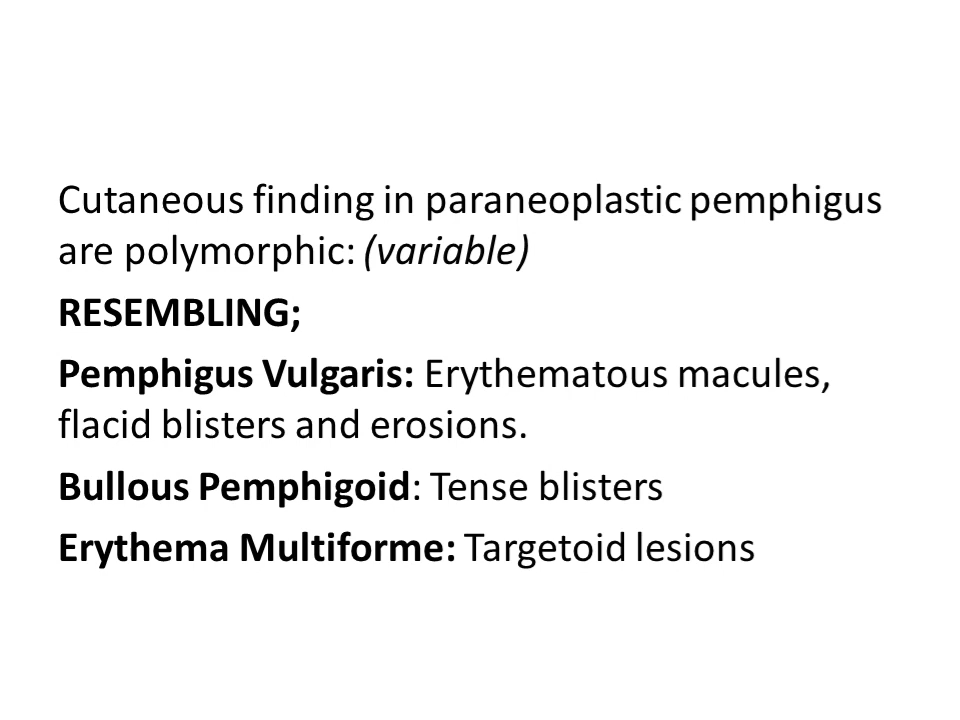 Cutaneous finding in paraneoplastic pemphigus
are polymorphic: (variable)
RESEMBLING;
Pemphigus Vulgaris: Erythematous macules,
flacid blisters and erosions.
Bullous Pemphigoid: Tense blisters
Erythema Multiforme: Targetoid lesions